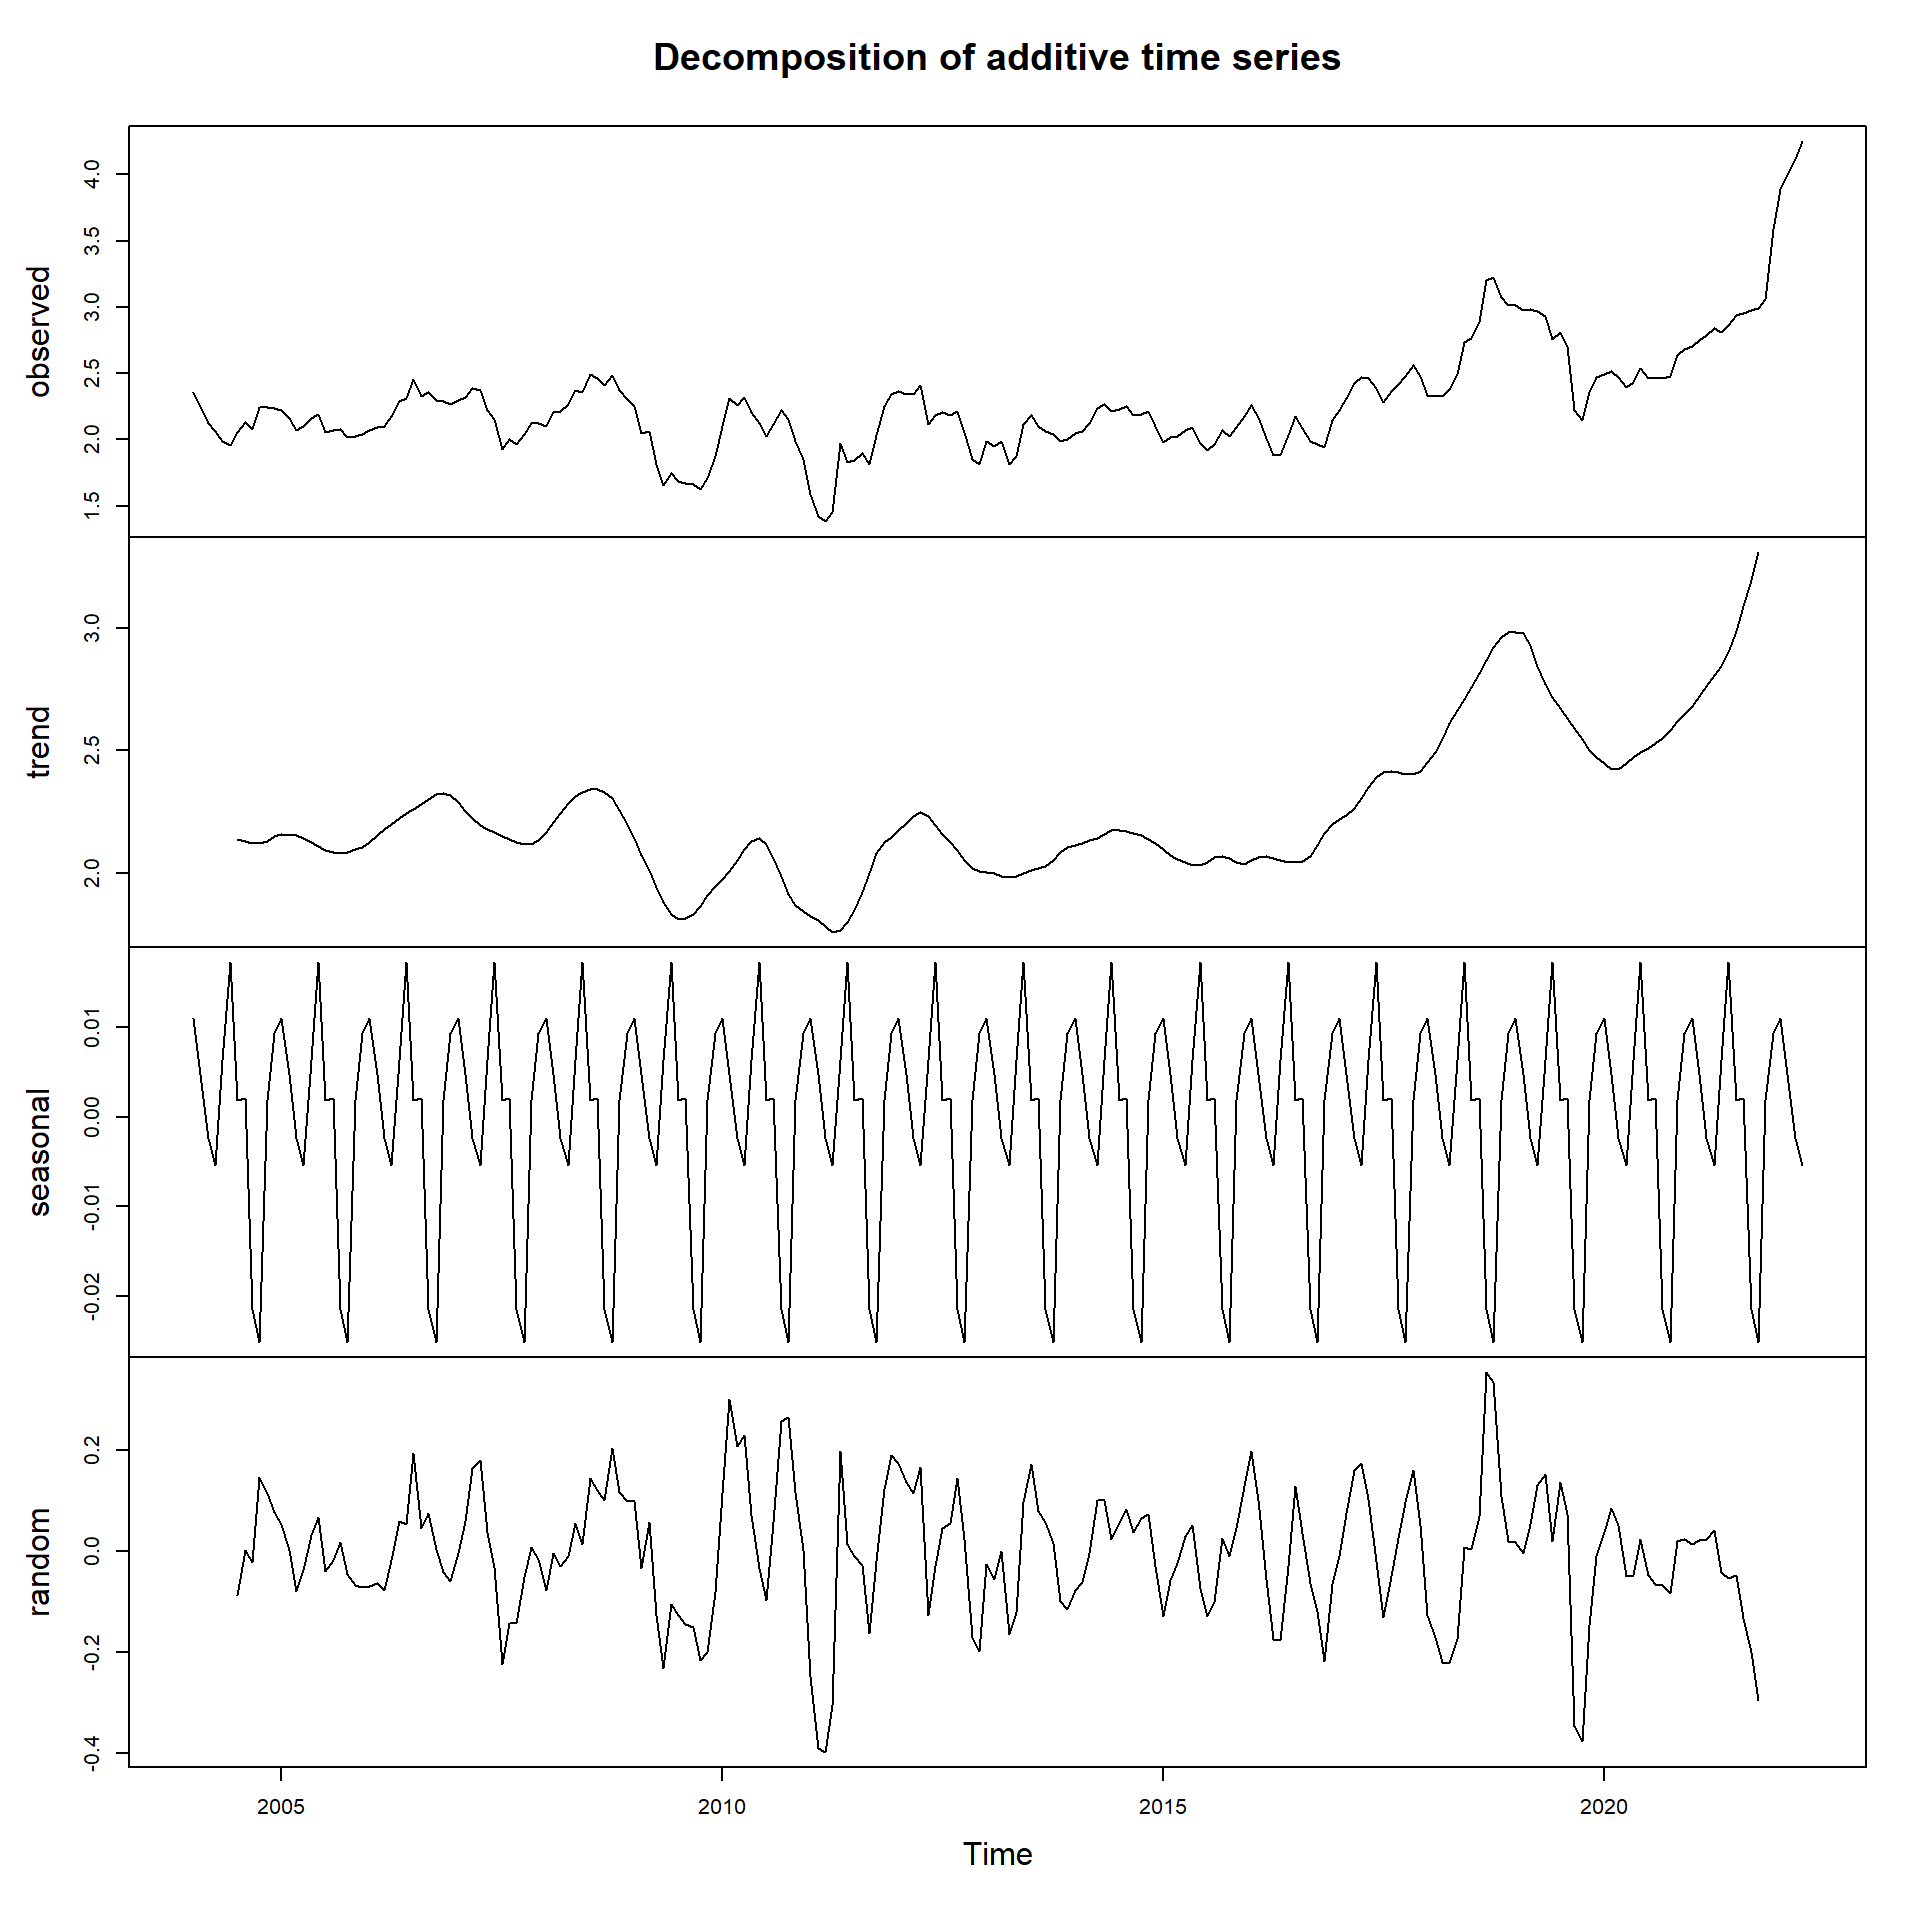 Decomposition of additive time series
observed
4.0
3.5
3.0
2.5
2.0
1.5
trend
3.0
2.5
2.0
seasonal
0.01
0.00
-0.01
-0.02
random
0.2
0.0
-0.2
-0.4
2005 2010 2015 2020
Time